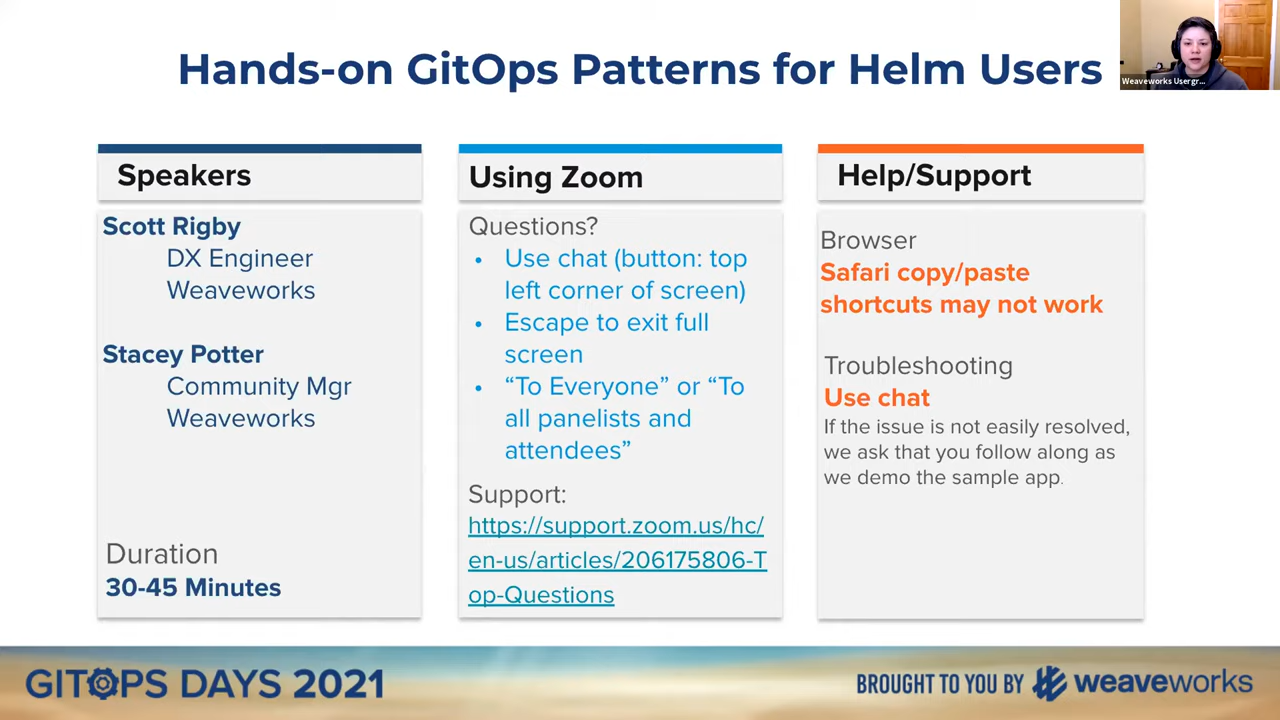 Hands-on GitOps Patterns for Helm Users
Weaveworks Usergr...
Speakers
Scott Rigby
DX Engineer
Weaveworks
Stacey Potter
Community Mgr
Weaveworks
Duration
30-45 Minutes
Using Zoom
Questions?
• Use chat (button: top
left corner of screen)
• Escape to exit full
screen
• “To Everyone” or “To
all panelists and
attendees”
Support:
https://support.zoom.us/hc/
en-us/articles/206175806-T
op-Questions
Help/Support
Browser
Safari copy/paste
shortcuts may not work
Troubleshooting
Use chat
If the issue is not easily resolved,
we ask that you follow along as
we demo the sample app.
GITOPS DAYS 2021
BROUGHT TO YOU BY weaveworks